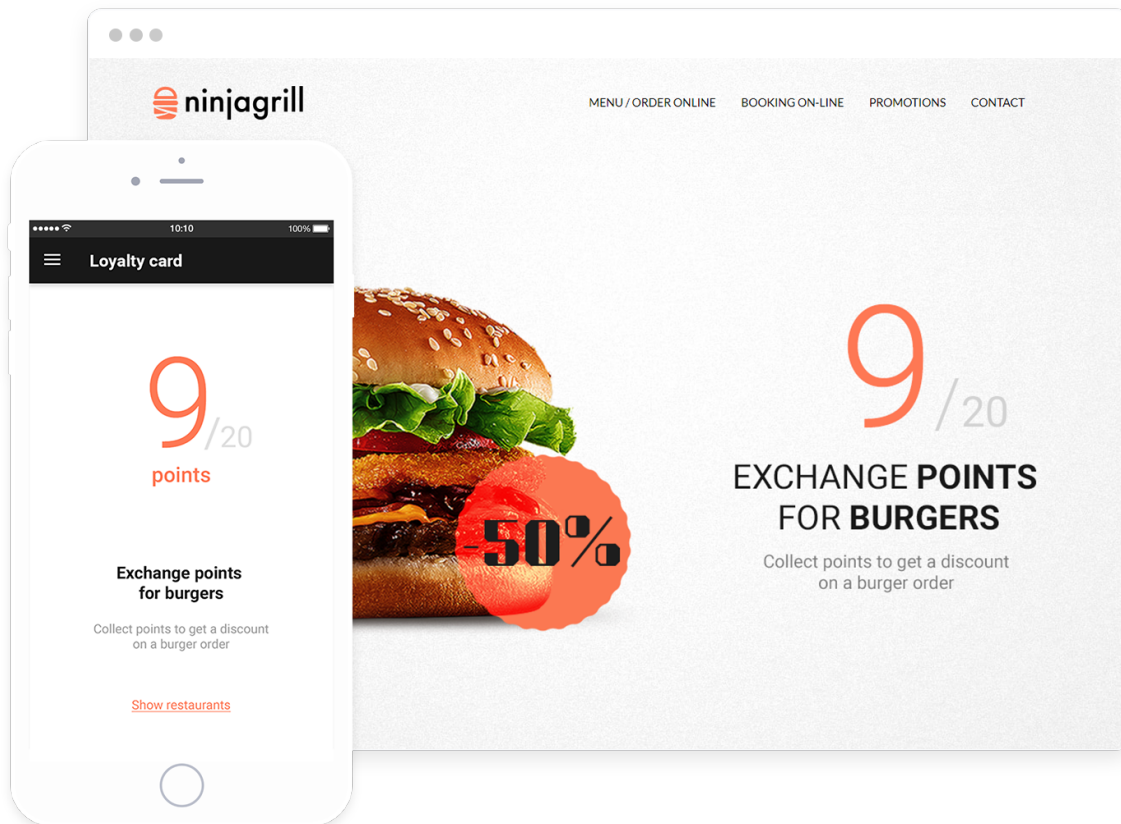 ninjagrill
MENU / ORDER ONLINE BOOKING ON-LINE PROMOTIONS CONTACT
10:10 100%
Loyalty card
9/20
points
Exchange points
for burgers
Collect points to get a discount
on a burger order
Show restaurants
-50%
9/20
EXCHANGE POINTS
FOR BURGERS
Collect points to get a discount
on a burger order